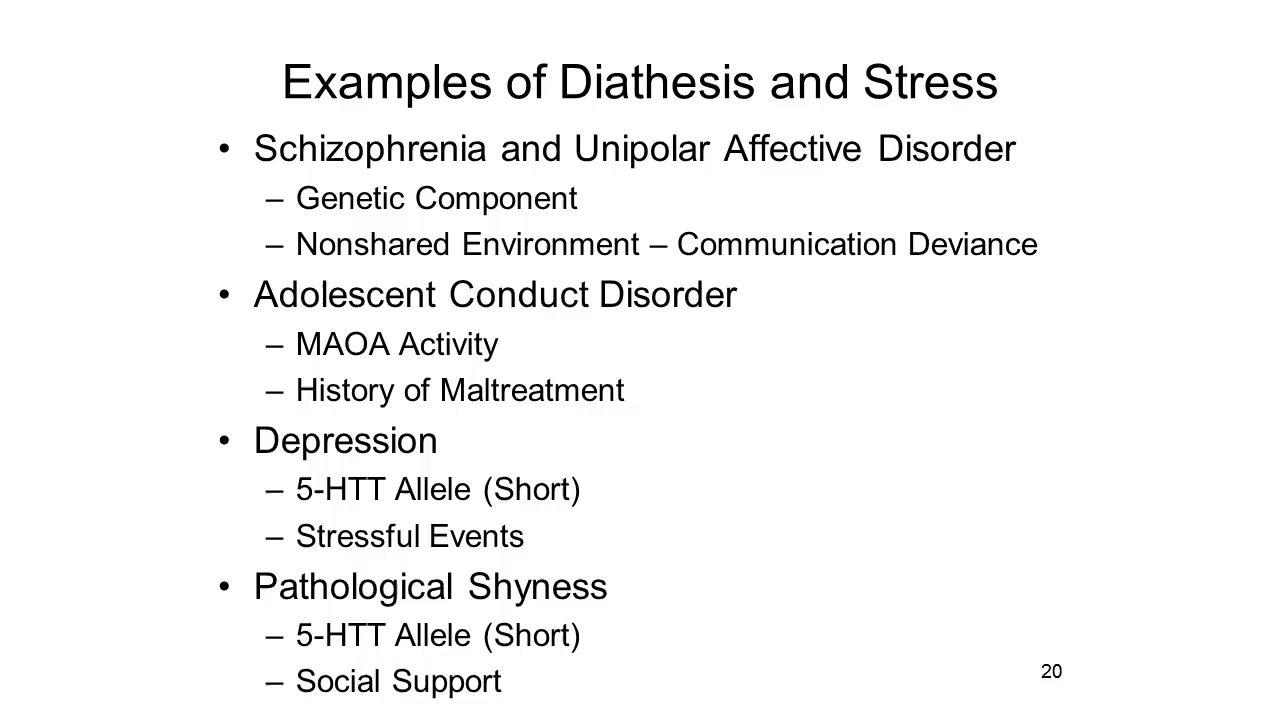 Examples of Diathesis and Stress
• Schizophrenia and Unipolar Affective Disorder
– Genetic Component
– Nonshared Environment – Communication Deviance
• Adolescent Conduct Disorder
– MAOA Activity
– History of Maltreatment
• Depression
– 5-HTT Allele (Short)
– Stressful Events
• Pathological Shyness
– 5-HTT Allele (Short)
– Social Support
20